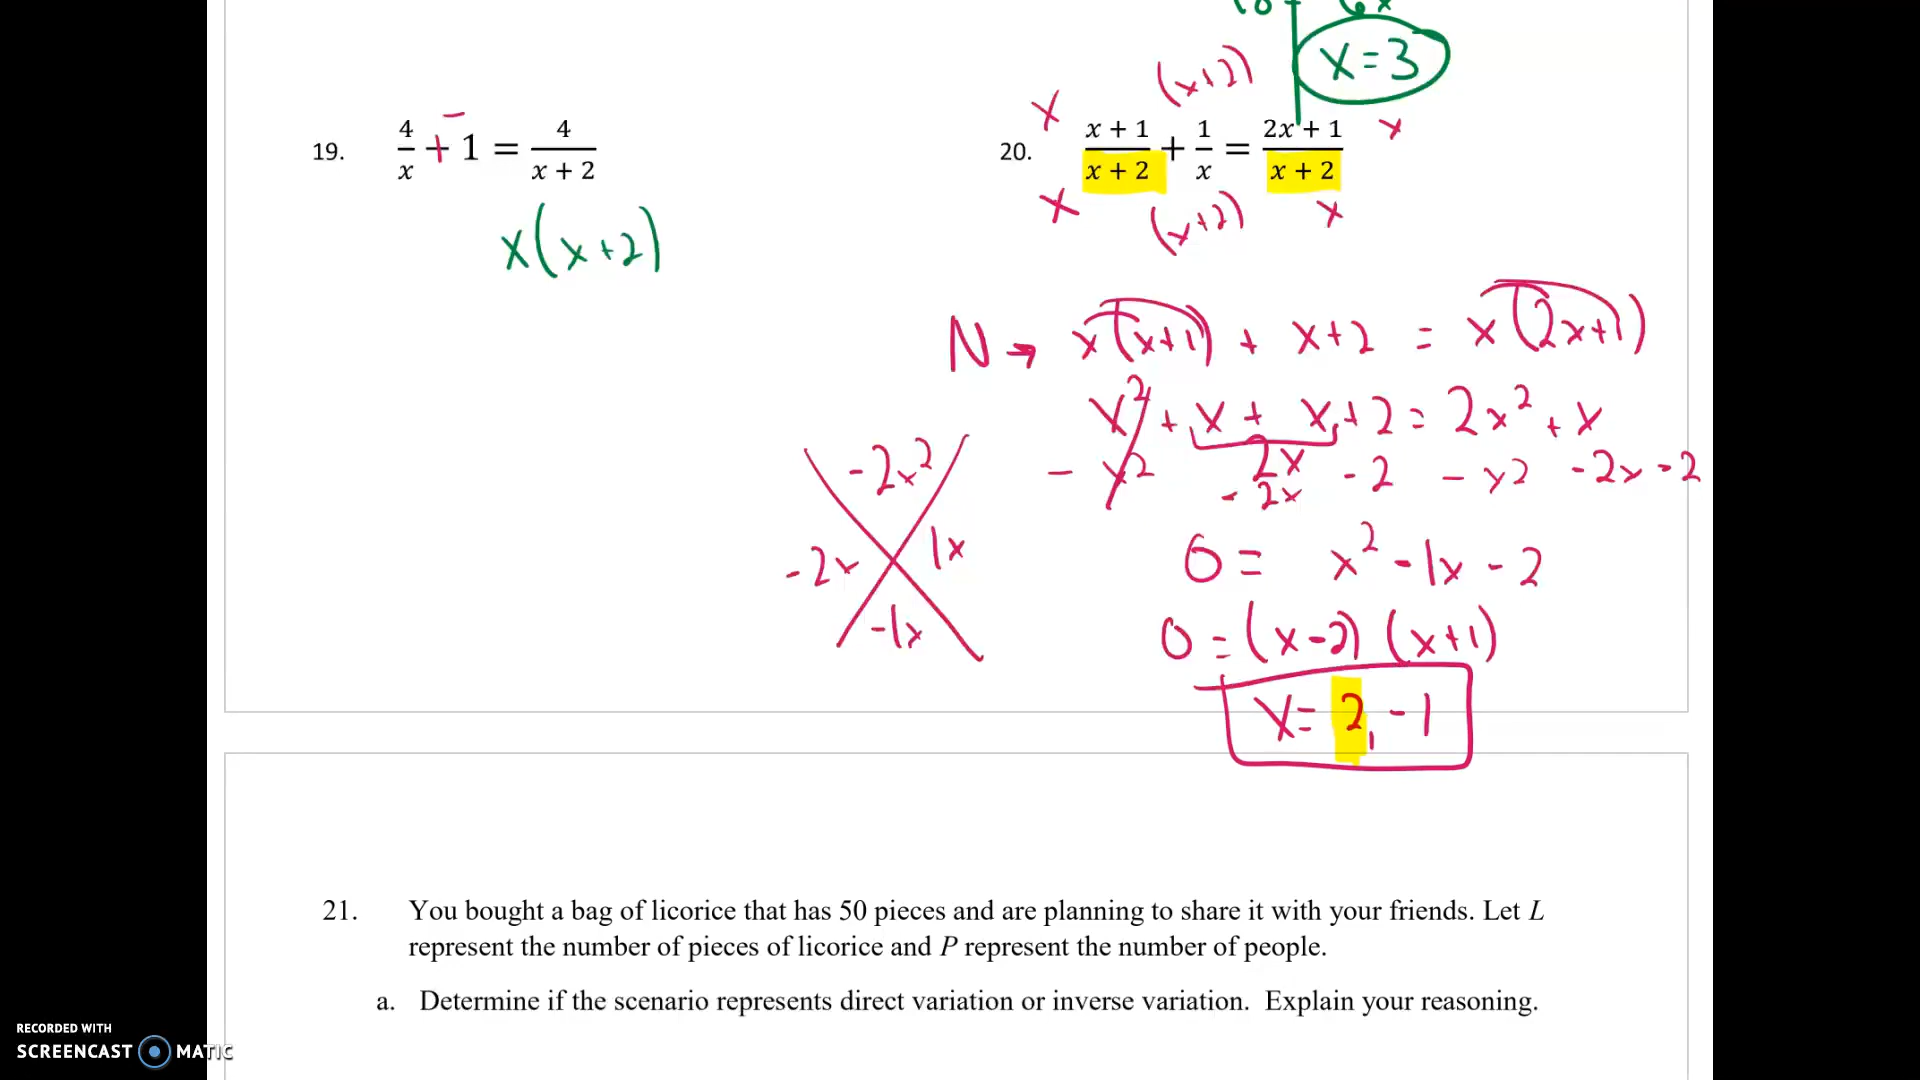 x = 3
x (x+2)
19. 4/x + 1 = 4/(x + 2)
-
x(x+2)
20. (x + 1)/(x + 2) + 1/x = (2x + 1)/(x + 2) x
x (x+2) x
N → x(x+1) + x+2 = x(2x+1)
x² + x + x + 2 = 2x² + x
- x² 2x - 2 - x² - 2x - 2
- 2x
-2x²
-2x 1x
-1x
0 = x² - 1x - 2
0 = (x-2) (x+1)
x = 2, -1
21. You bought a bag of licorice that has 50 pieces and are planning to share it with your friends. Let L
represent the number of pieces of licorice and P represent the number of people.
a. Determine if the scenario represents direct variation or inverse variation. Explain your reasoning.
RECORDED WITH
SCREENCAST MATIC